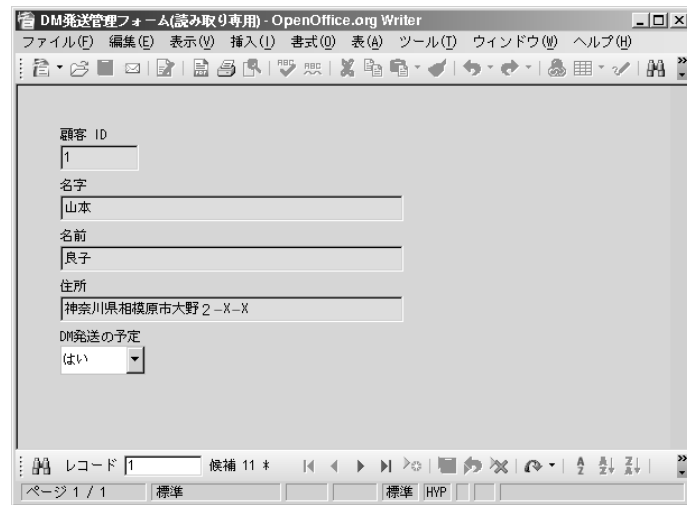 DM発送管理フォーム(読み取り専用) - OpenOffice.org Writer
ファイル(F) 編集(E) 表示(V) 挿入(I) 書式(O) 表(A) ツール(T) ウィンドウ(W) ヘルプ(H)
顧客 ID
1
名字
山本
名前
良子
住所
神奈川県相模原市大野２−X−X
DM発送の予定
はい
レコード 1 候補 11 *
ページ 1 / 1 標準 標準 HYP